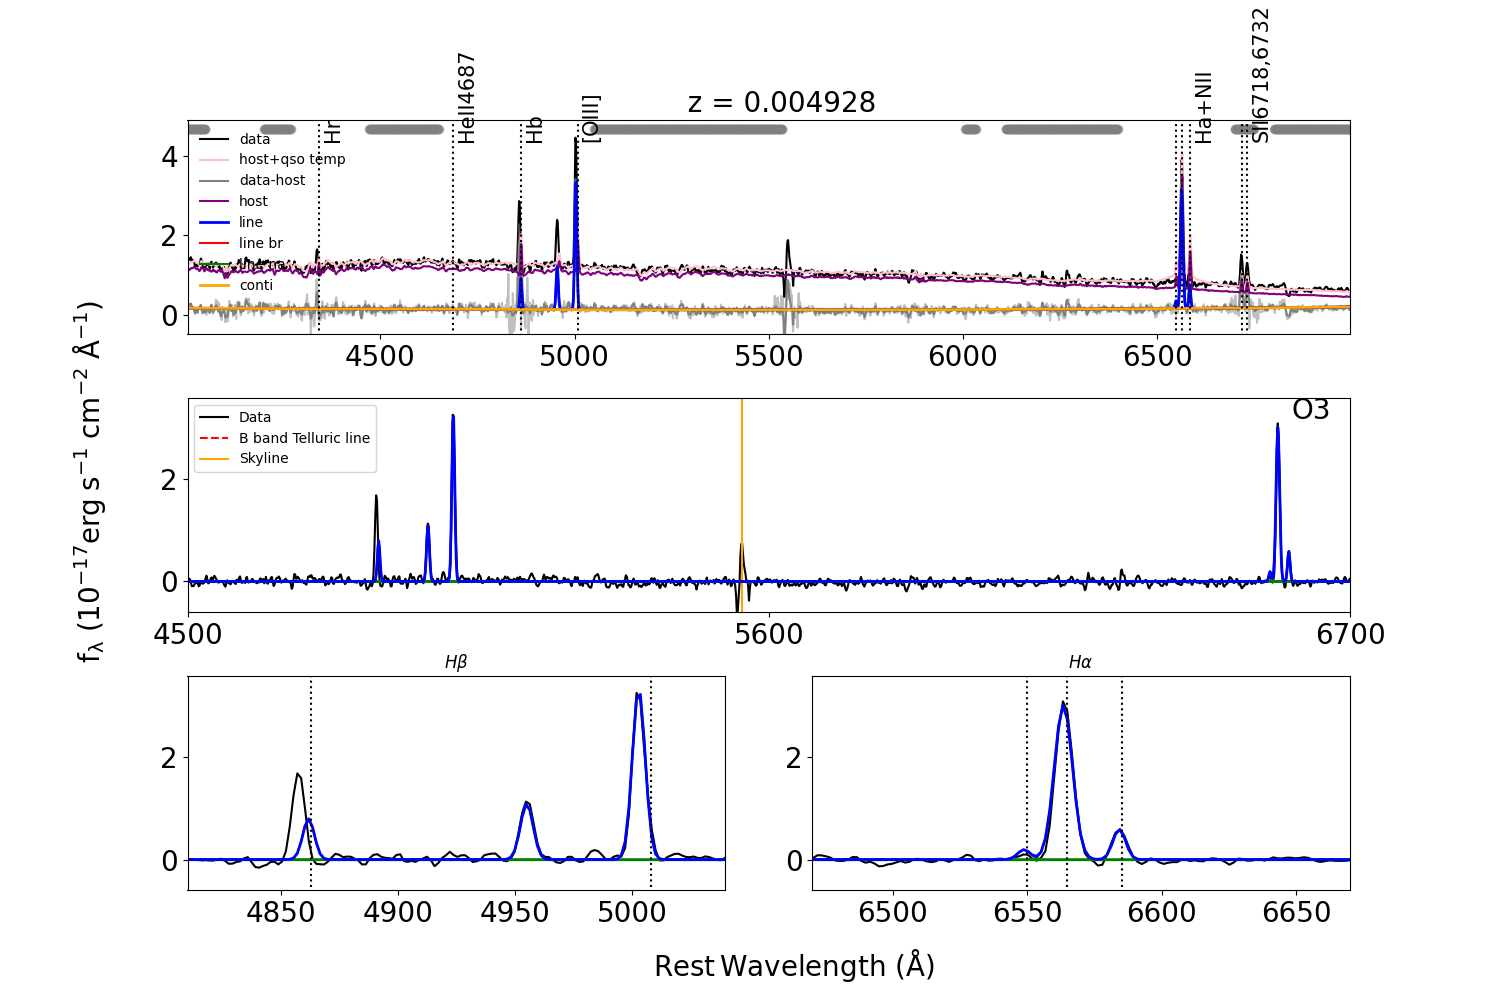 z = 0.004928
Hr
HeII4687
Hb
[OIII]
Ha+NII
SII6718,6732
data
host+qso temp
data-host
host
line
line br
conti
4
2
0
4500 5000 5500 6000 6500
O3
Data
B band Telluric line
Skyline
2
0
4500 5600 6700
Hβ
2
0
4850 4900 4950 5000
Hα
2
0
6500 6550 6600 6650
fλ (10⁻¹⁷erg s⁻¹ cm⁻² Å⁻¹)
Rest Wavelength (Å)